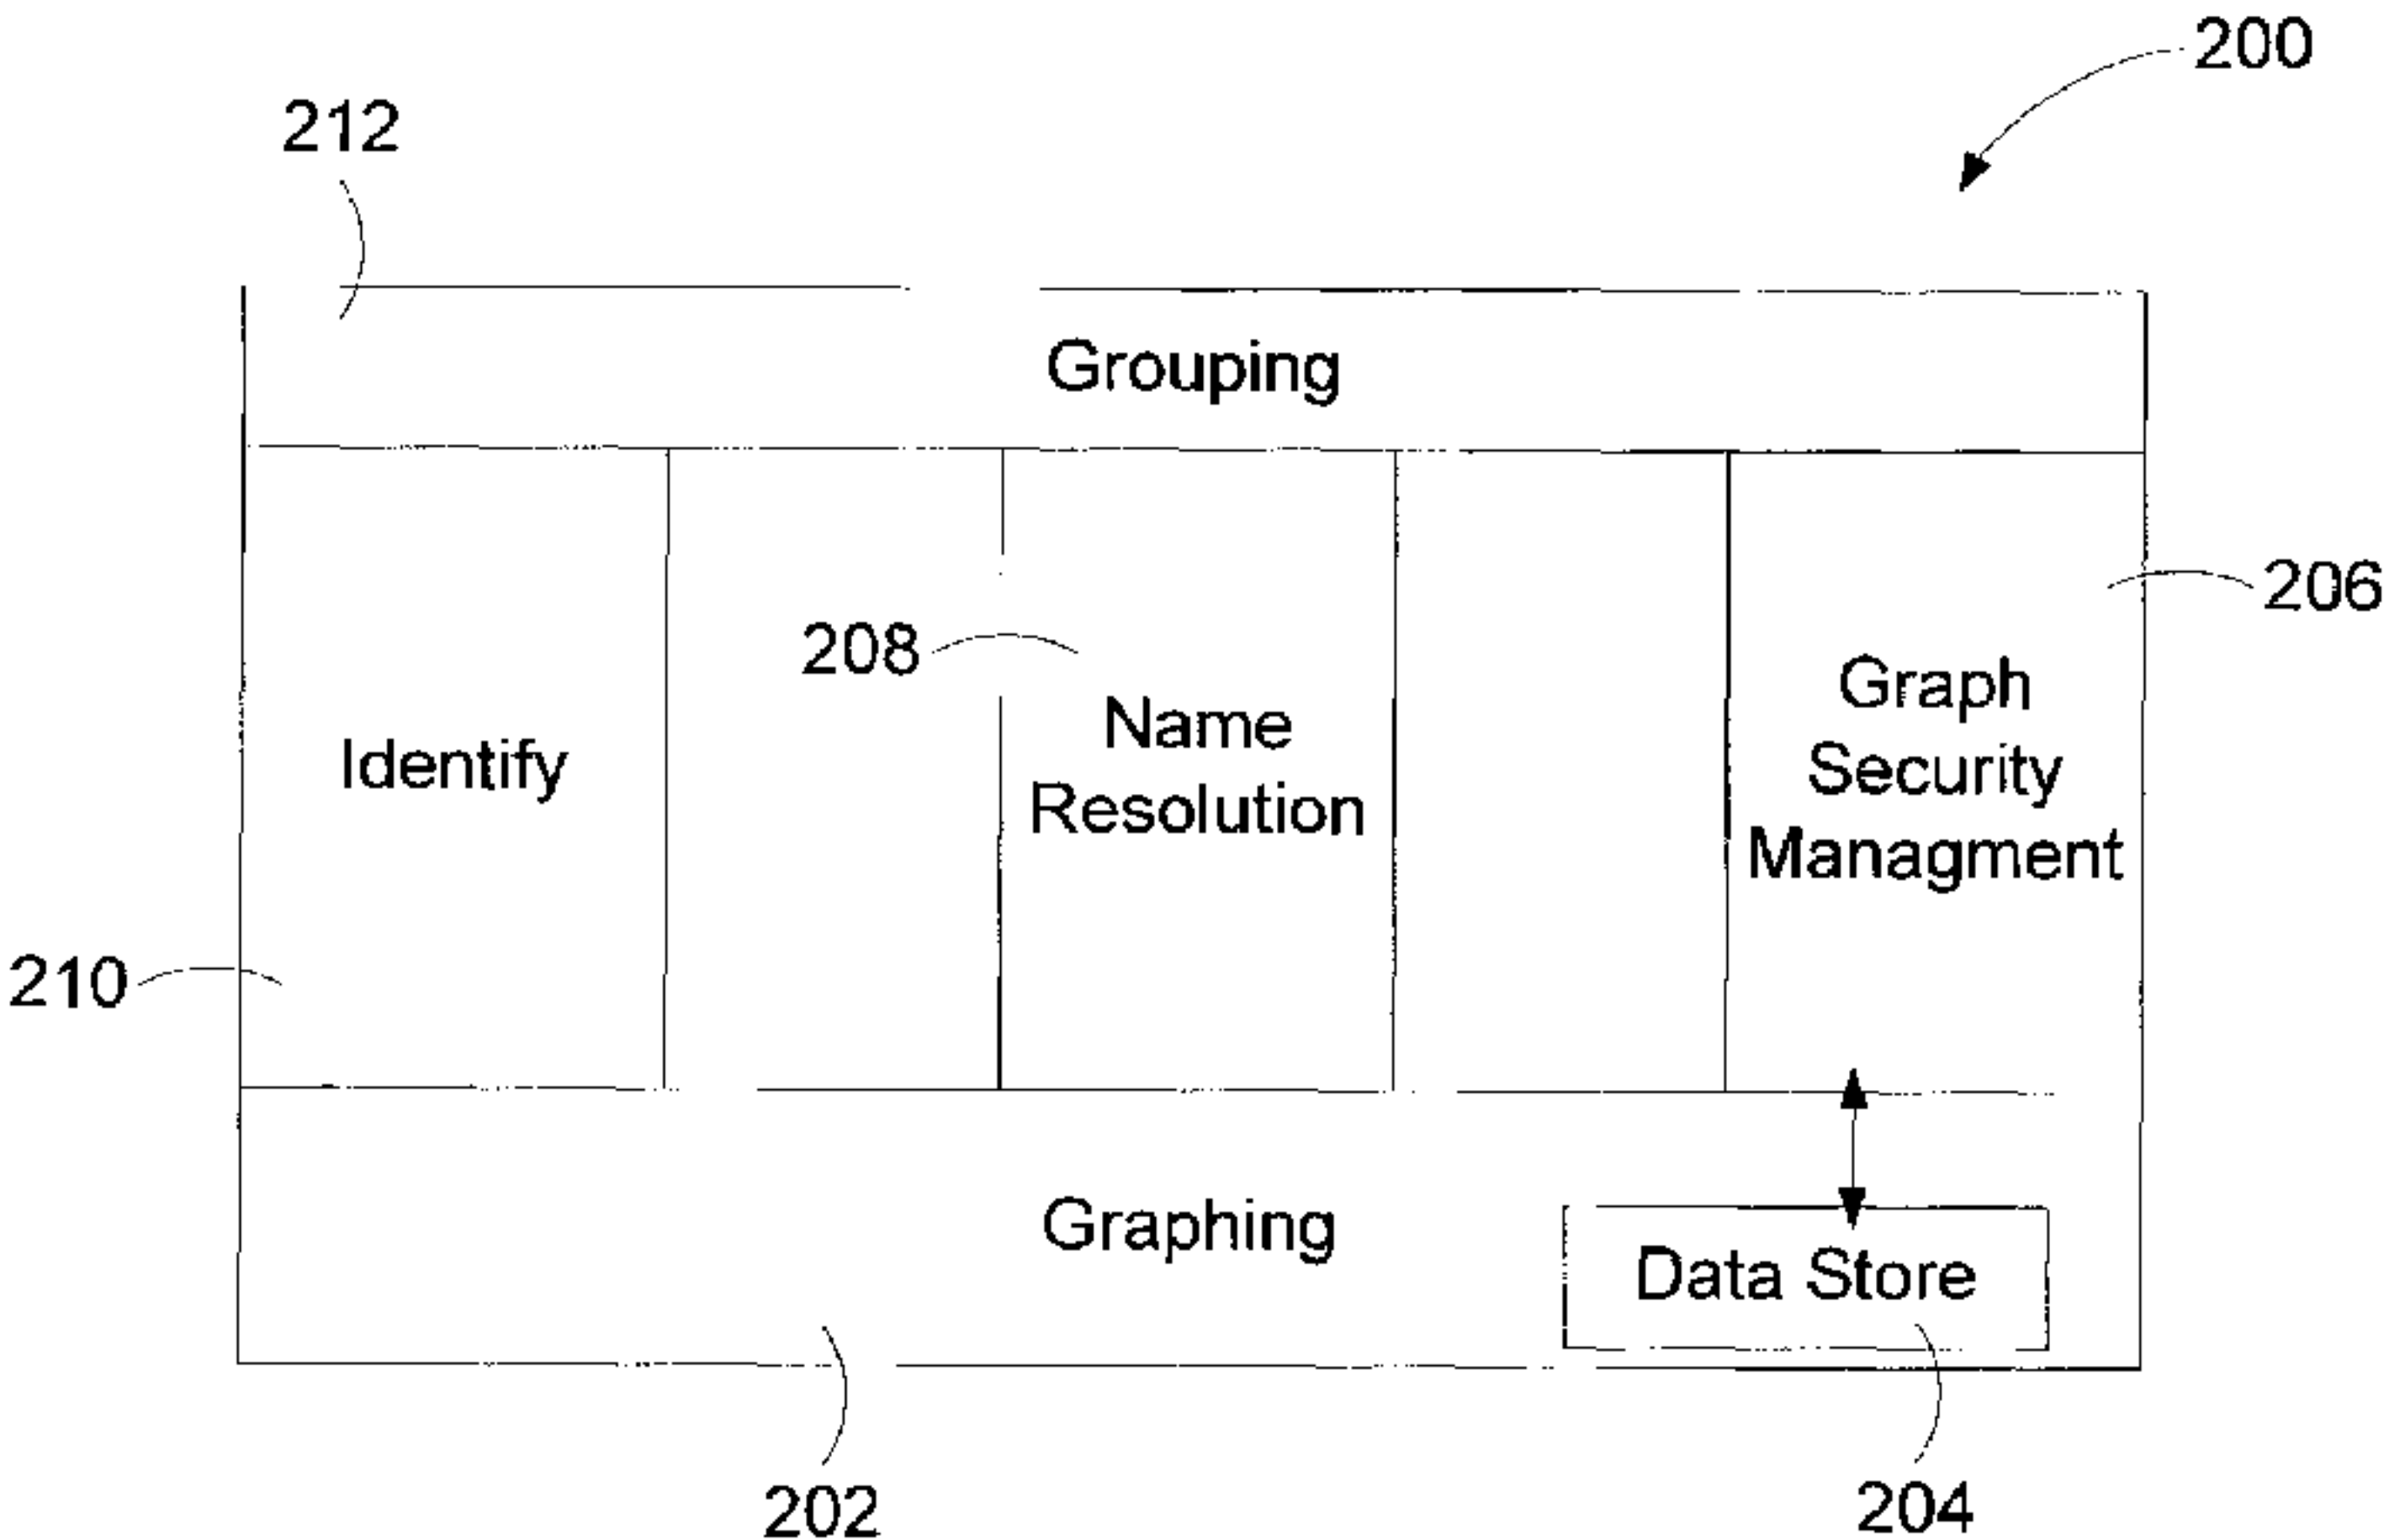 200
212
Grouping
206
208
Graph
Security
Managment
Name
Resolution
Identify
210
Graphing
Data Store
202
204